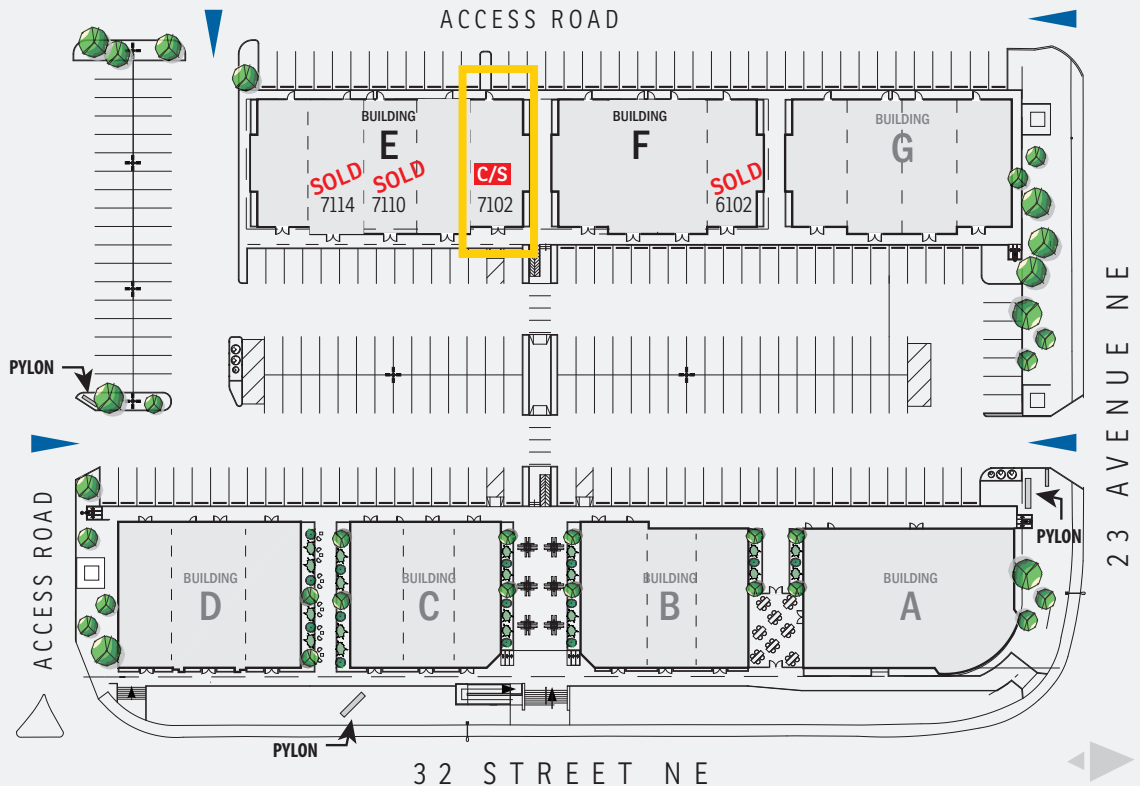 ACCESS ROAD
BUILDING
E
BUILDING
F
BUILDING
G
SOLD
7114
SOLD
7110
C/S
7102
SOLD
6102
PYLON
23 AVENUE NE
ACCESS ROAD
PYLON
BUILDING
D
BUILDING
C
BUILDING
B
BUILDING
A
PYLON
32 STREET NE